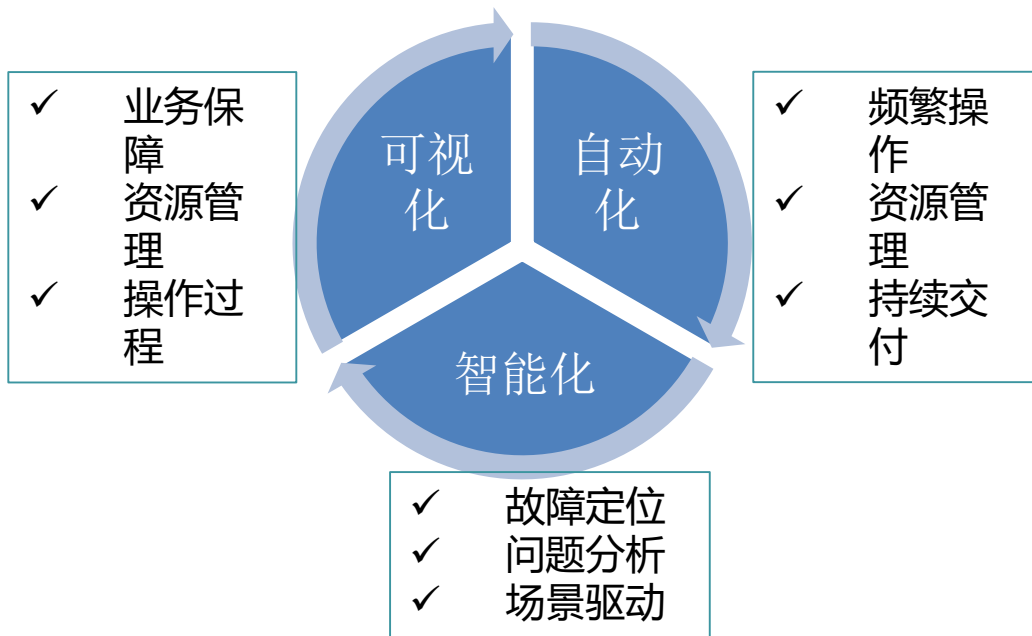 ✓ 业务保
障
✓ 资源管
理
✓ 操作过
程
可视
化
自动
化
智能化
✓ 频繁操
作
✓ 资源管
理
✓ 持续交
付
✓ 故障定位
✓ 问题分析
✓ 场景驱动